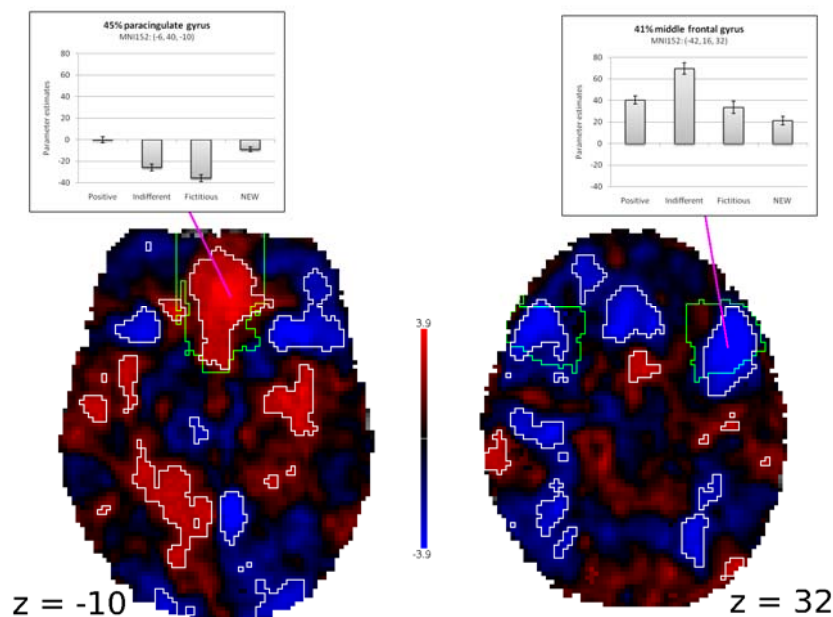 45% paracingulate gyrus
MNI152: (-6, 40, -10)
Parameter estimates
80
60
40
20
0
-20
-40
Positive Indifferent Fictitious NEW
41% middle frontal gyrus
MNI152: (-42, 16, 32)
Parameter estimates
80
60
40
20
0
20
40
Positive Indifferent Fictitious NEW
3.9
-3.9
z = -10
z = 32